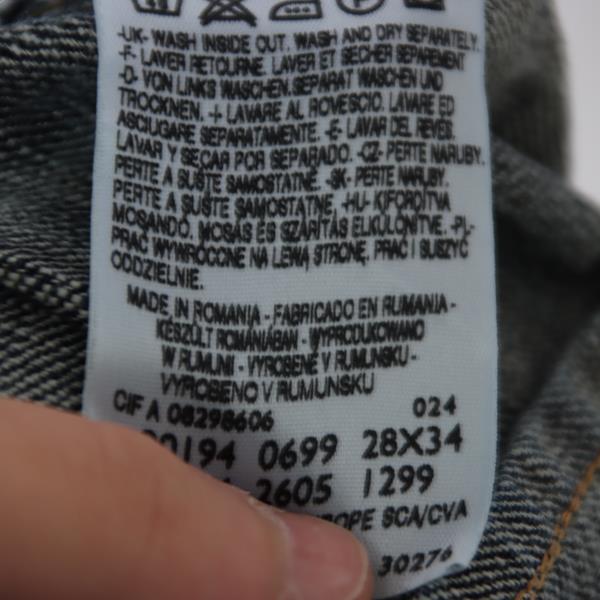 -UK- WASH INSIDE OUT. WASH AND DRY SEPARATELY.
-F- LAVER RETOURNE. LAVER ET SECHER SEPAREMENT
-D- VON LINKS WASCHEN. SEPARAT WASCHEN UND
TROCKNEN. -I- LAVARE AL ROVESCIO. LAVARE ED
ASCIUGARE SEPARATAMENTE. -E- LAVAR DEL REVES.
LAVAR Y SECAR POR SEPARADO. -CZ- PERTE NARUBY.
PERTE A SUŠTE SAMOSTATNĚ. -SK- PERTE NARUBY.
PERTE A SUŠTE SAMOSTATNE. -HU- KIFORDÍTVA
MOSANDÓ. MOSÁS ÉS SZÁRÍTÁS ELKÜLÖNÍTVE. -PL-
PRAĆ WYWRÓCONE NA LEWĄ STRONĘ. PRAĆ I SUSZYĆ
ODDZIELNIE.
MADE IN ROMANIA - FABRICADO EN RUMANIA -
KÉSZÜLT ROMÁNIÁBAN - WYPRODUKOWANO
W RUMUNI - VYROBENÉ V RUMUNSKU -
VYROBENO V RUMUNSKU
CIF A 08298606 024
0194 0699 28X34
2605 1299
OPE SCA/CVA
30276